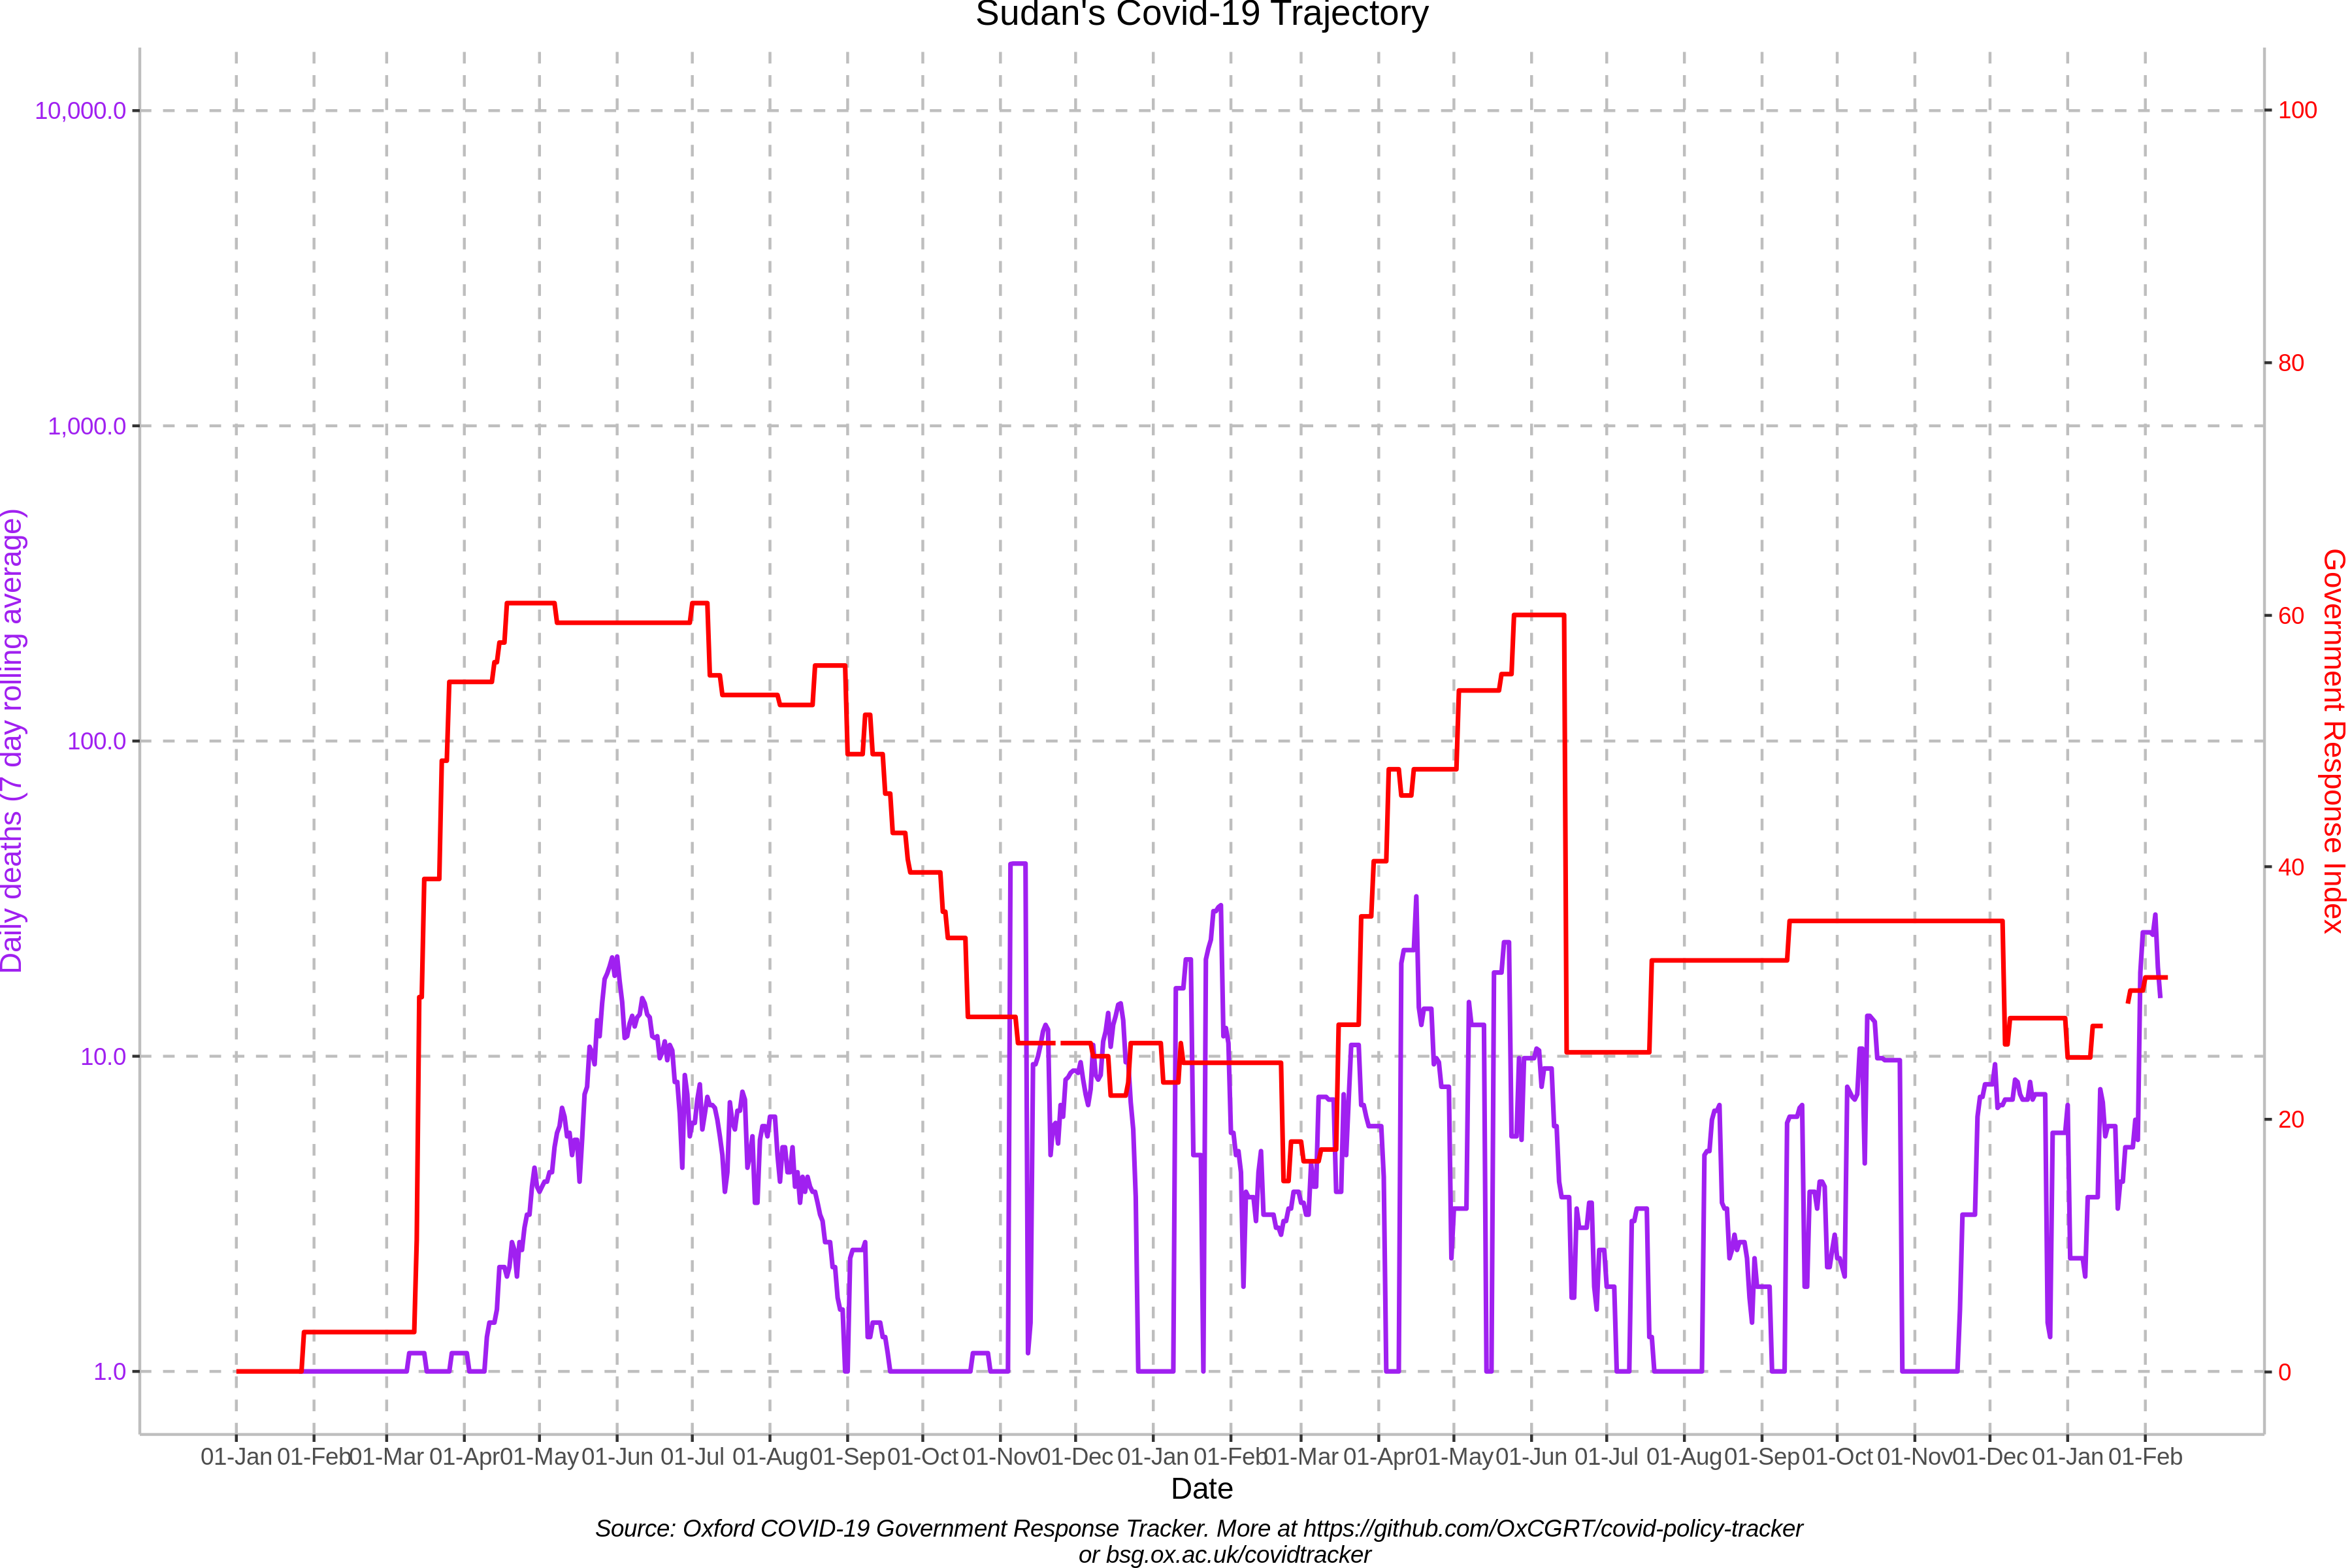 Sudan's Covid-19 Trajectory
10,000.0
1,000.0
100.0
10.0
1.0
Daily deaths (7 day rolling average)
100
80
60
40
20
0
Government Response Index
01-Jan 01-Feb 01-Mar 01-Apr 01-May 01-Jun 01-Jul 01-Aug 01-Sep 01-Oct 01-Nov 01-Dec 01-Jan 01-Feb 01-Mar 01-Apr 01-May 01-Jun 01-Jul 01-Aug 01-Sep 01-Oct 01-Nov 01-Dec 01-Jan 01-Feb
Date
Source: Oxford COVID-19 Government Response Tracker. More at https://github.com/OxCGRT/covid-policy-tracker
or bsg.ox.ac.uk/covidtracker